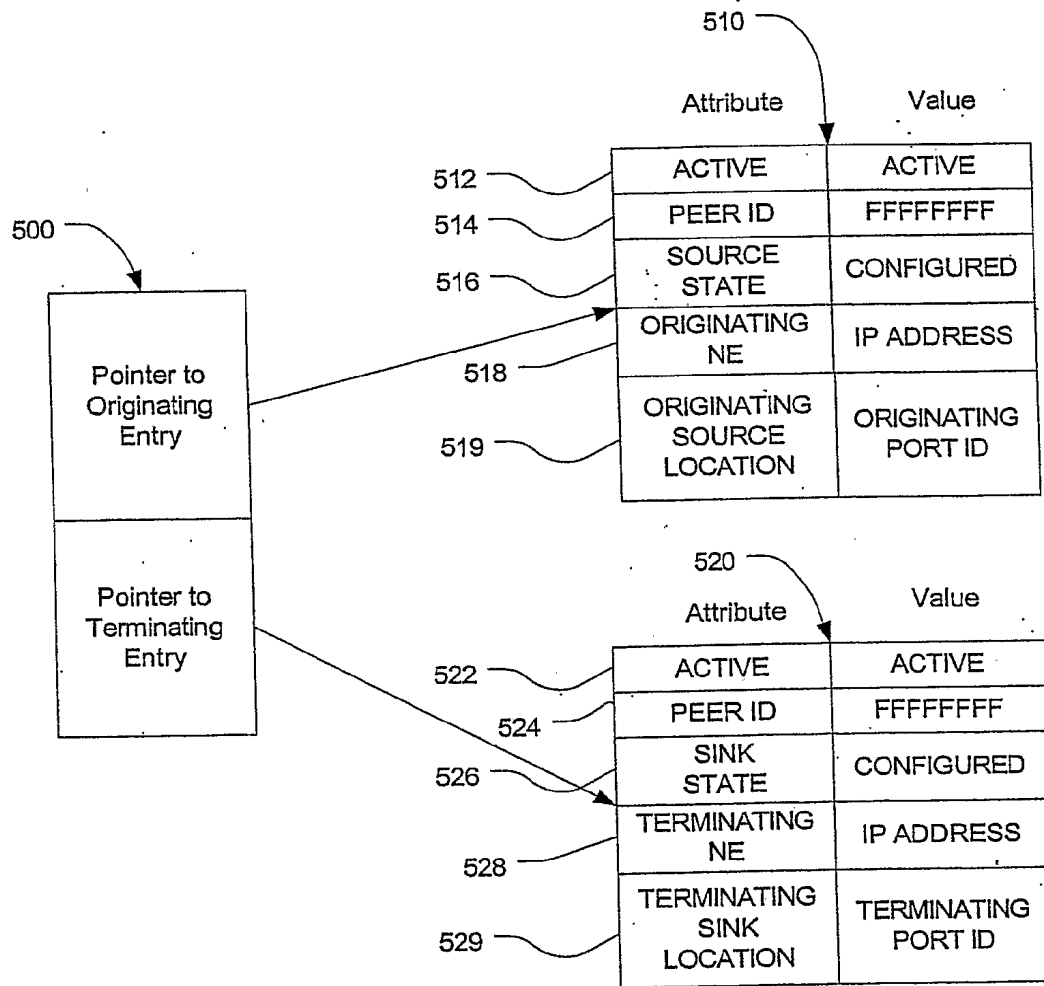 510
Attribute Value
512 ACTIVE ACTIVE
514 PEER ID FFFFFFFF
500
516 SOURCE
STATE CONFIGURED
518 ORIGINATING
NE IP ADDRESS
Pointer to
Originating
Entry
519 ORIGINATING
SOURCE
LOCATION ORIGINATING
PORT ID
520
Attribute Value
Pointer to
Terminating
Entry
522 ACTIVE ACTIVE
524 PEER ID FFFFFFFF
526 SINK
STATE CONFIGURED
528 TERMINATING
NE IP ADDRESS
529 TERMINATING
SINK
LOCATION TERMINATING
PORT ID